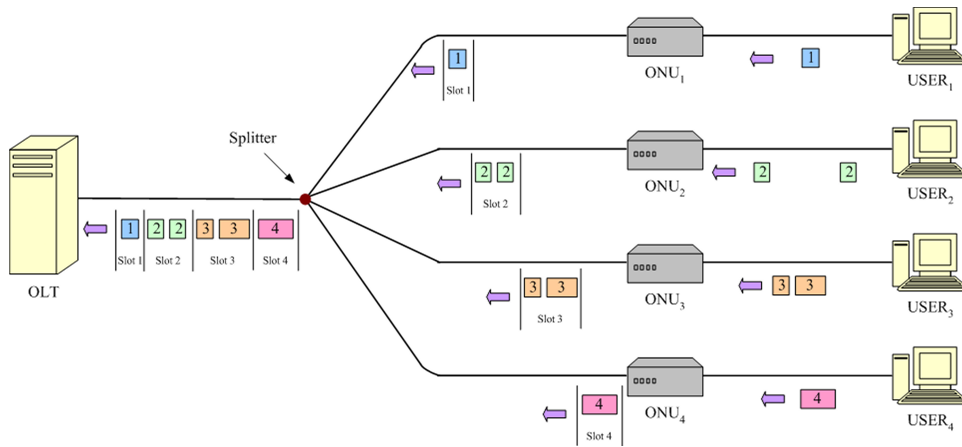 1
Slot 1
ONU₁
1
USER₁
Splitter
2 2
Slot 2
ONU₂
2 2
USER₂
OLT
1 2 2 3 3 4
Slot 1 Slot 2 Slot 3 Slot 4
3 3
Slot 3
ONU₃
3 3
USER₃
4
Slot 4
ONU₄
4
USER₄